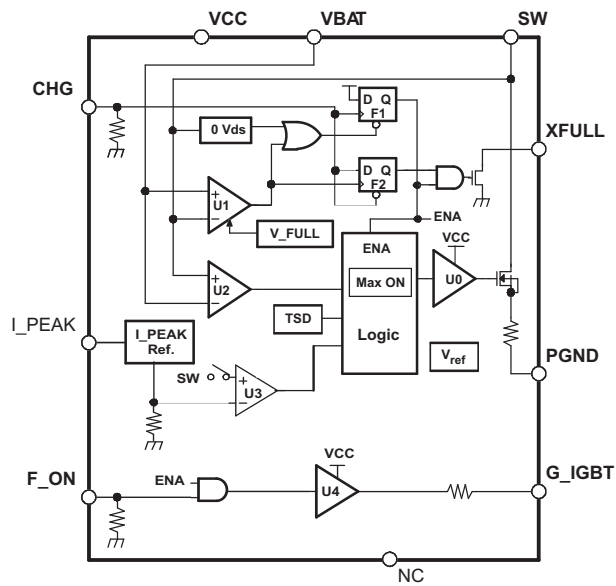 VCC
VBAT
SW
CHG
D Q
F1
XFULL
0 Vds
D Q
F2
+
U1
−
V_FULL
ENA
ENA
VCC
Max ON
U0
+
U2
−
I_PEAK
I_PEAK
Ref.
TSD
Logic
Vref
PGND
SW
+
U3
−
F_ON
ENA
VCC
U4
G_IGBT
NC